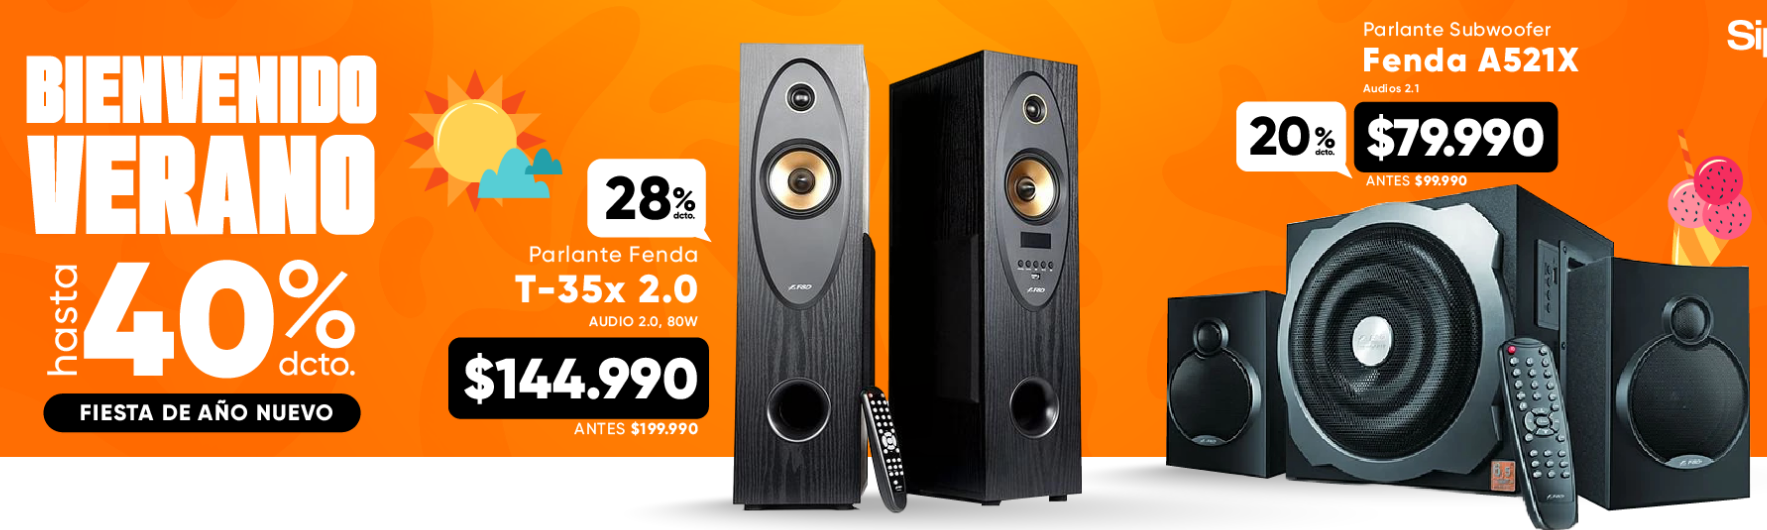 BIENVENIDO
VERANO
hasta
40%
dcto.
FIESTA DE AÑO NUEVO
28%
dcto.
Parlante Fenda
T-35x 2.0
AUDIO 2.0, 80W
$144.990
ANTES $199.990
F&D
F&D
Parlante Subwoofer
Fenda A521X
Audios 2.1
20%
dcto.
$79.990
ANTES $99.990
F&D
F&D
Si